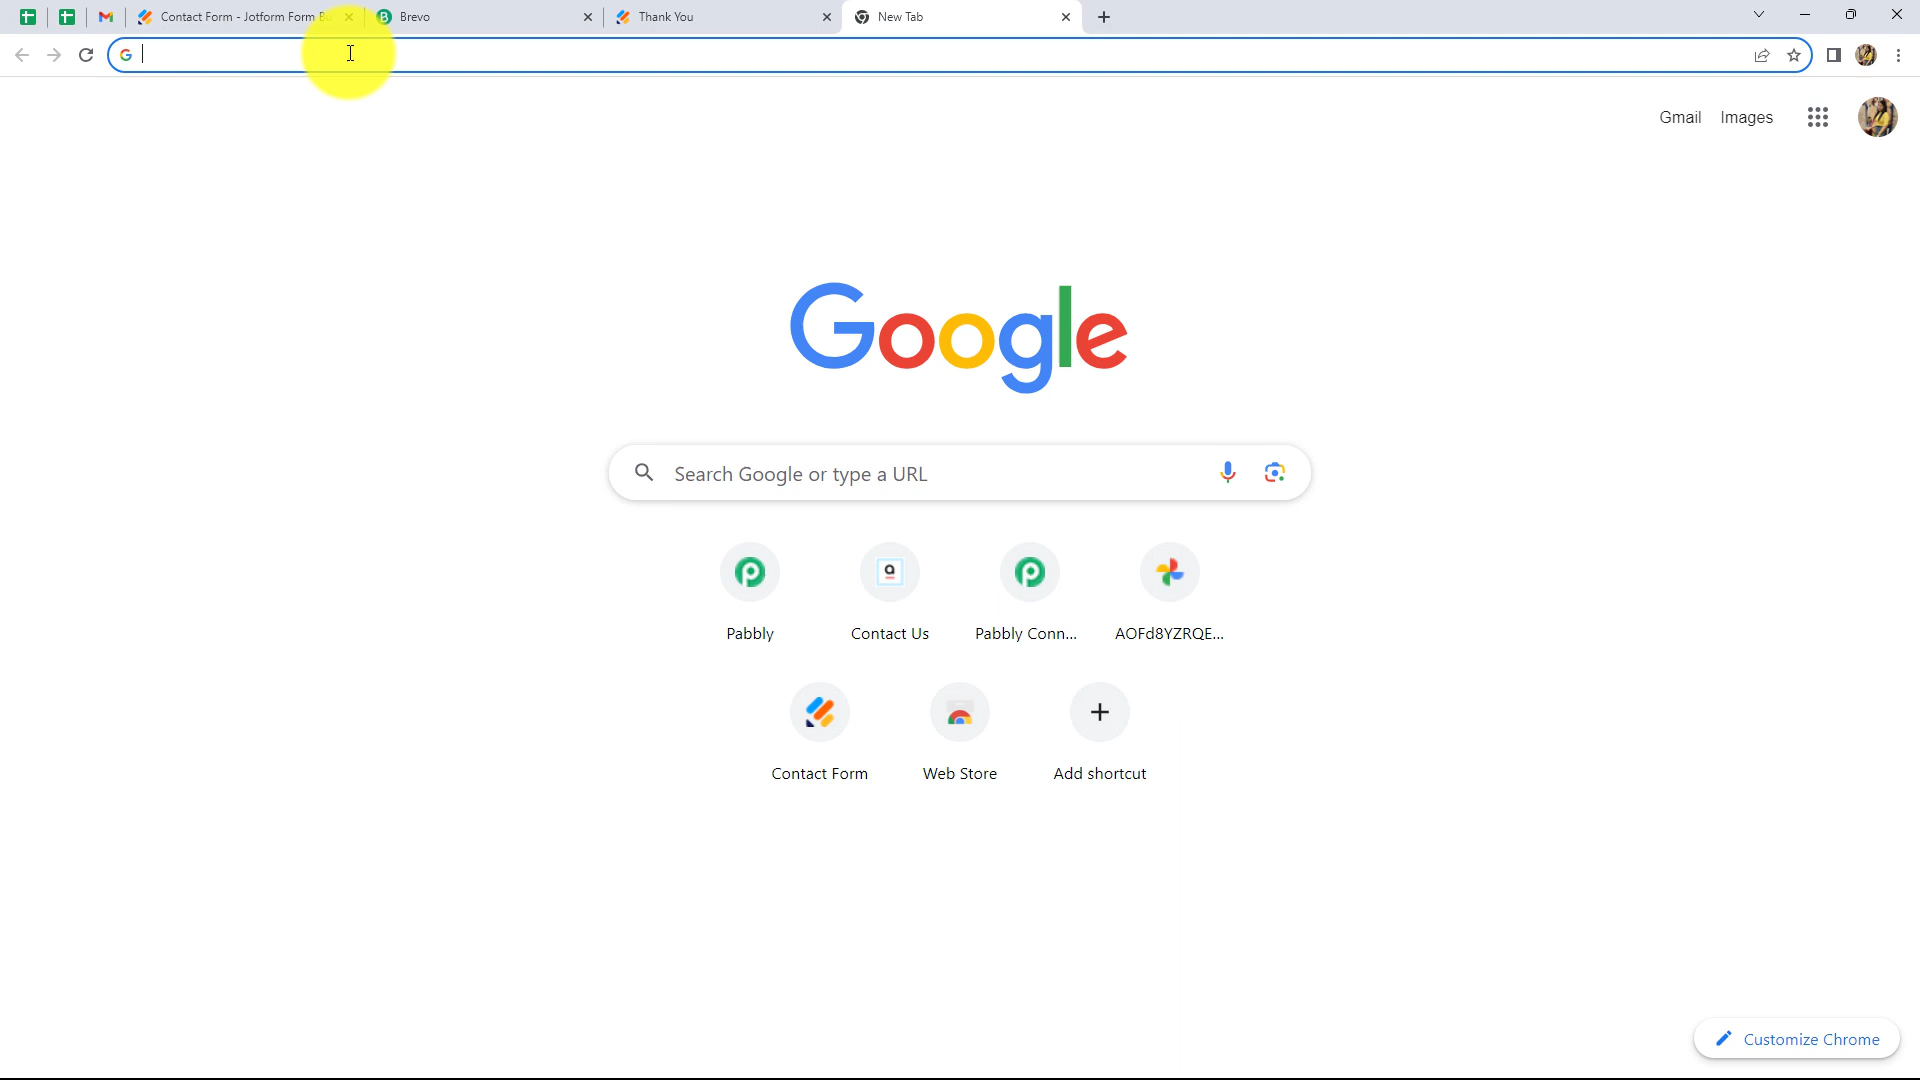 Contact Form - Jotform Form Bu
Brevo
Thank You
New Tab
Gmail Images
Google
Search Google or type a URL
Pabbly Contact Us Pabbly Conn... AOFd8YZRQE...
Contact Form Web Store Add shortcut
Customize Chrome